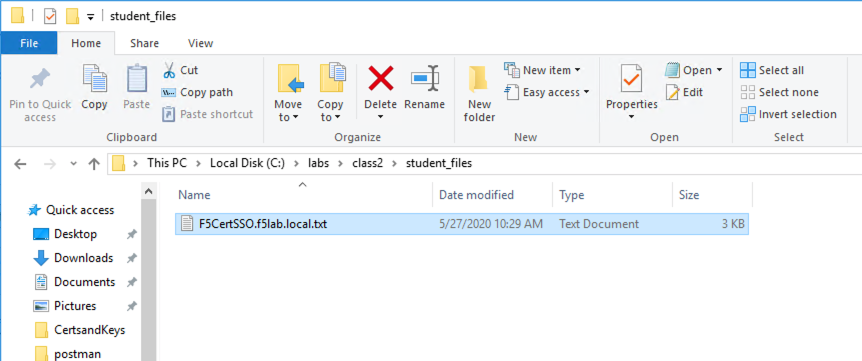 student_files
File Home Share View
Pin to Quick access
Copy
Paste
Cut
Copy path
Paste shortcut
Clipboard
Move to
Copy to
Delete
Rename
Organize
New folder
New item
Easy access
New
Properties
Open
Edit
Open
Select all
Select none
Invert selection
Select
This PC > Local Disk (C:) > labs > class2 > student_files
Name Date modified Type Size
F5CertSSO.f5lab.local.txt 5/27/2020 10:29 AM Text Document 3 KB
Quick access
Desktop
Downloads
Documents
Pictures
CertsandKeys
postman